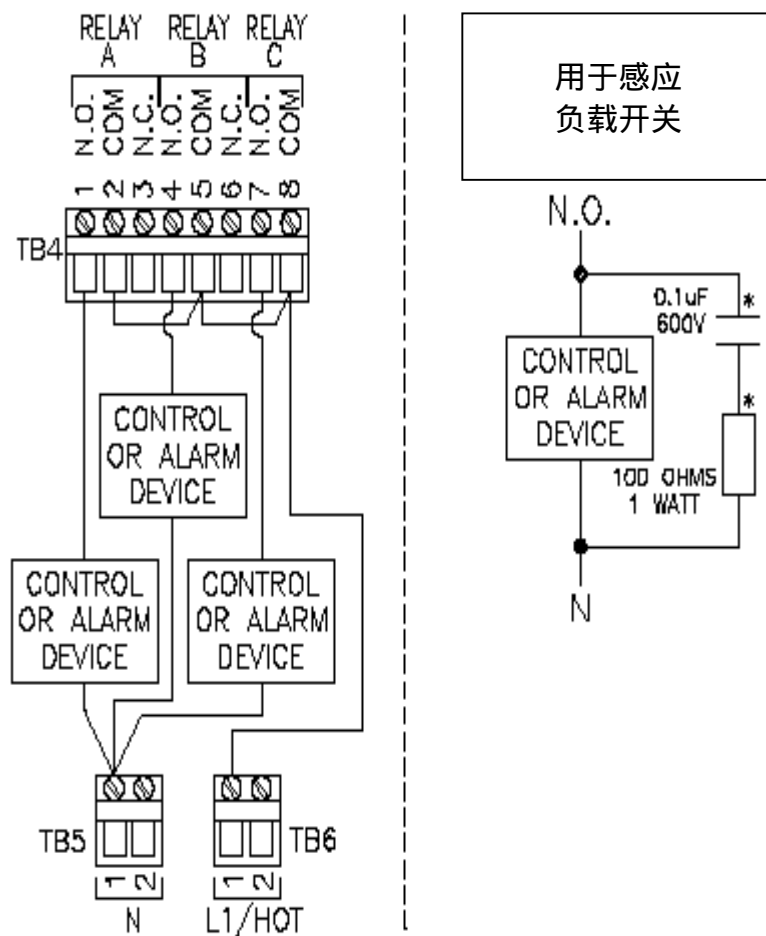 RELAY RELAY RELAY
A B C
N.O. COM N.C. N.O. COM N.C. N.O. COM
1 2 3 4 5 6 7 8
TB4
CONTROL
OR ALARM
DEVICE
CONTROL
OR ALARM
DEVICE
CONTROL
OR ALARM
DEVICE
TB5
1 2
N
TB6
1 2
L1/HOT
用于感应
负载开关
N.O.
0.1uF *
600V
CONTROL
OR ALARM
DEVICE
*
100 OHMS
1 WATT
N